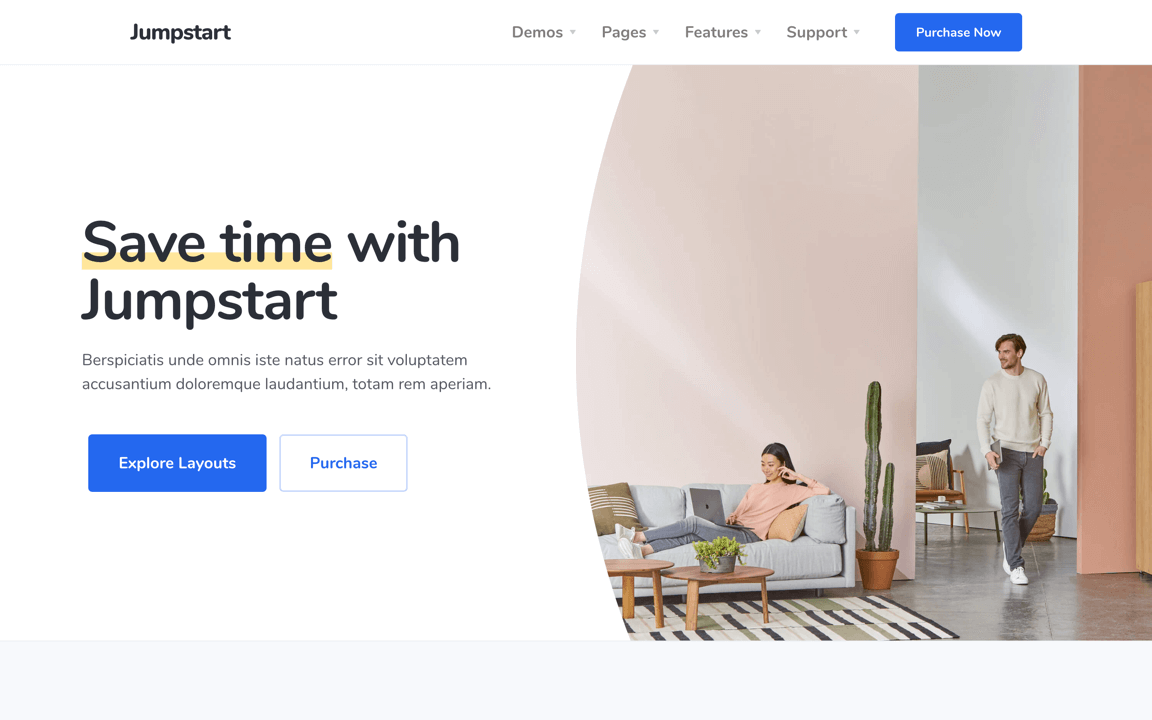 Jumpstart
Demos Pages Features Support Purchase Now
Save time with
Jumpstart
Berspiciatis unde omnis iste natus error sit voluptatem
accusantium doloremque laudantium, totam rem aperiam.
Explore Layouts Purchase